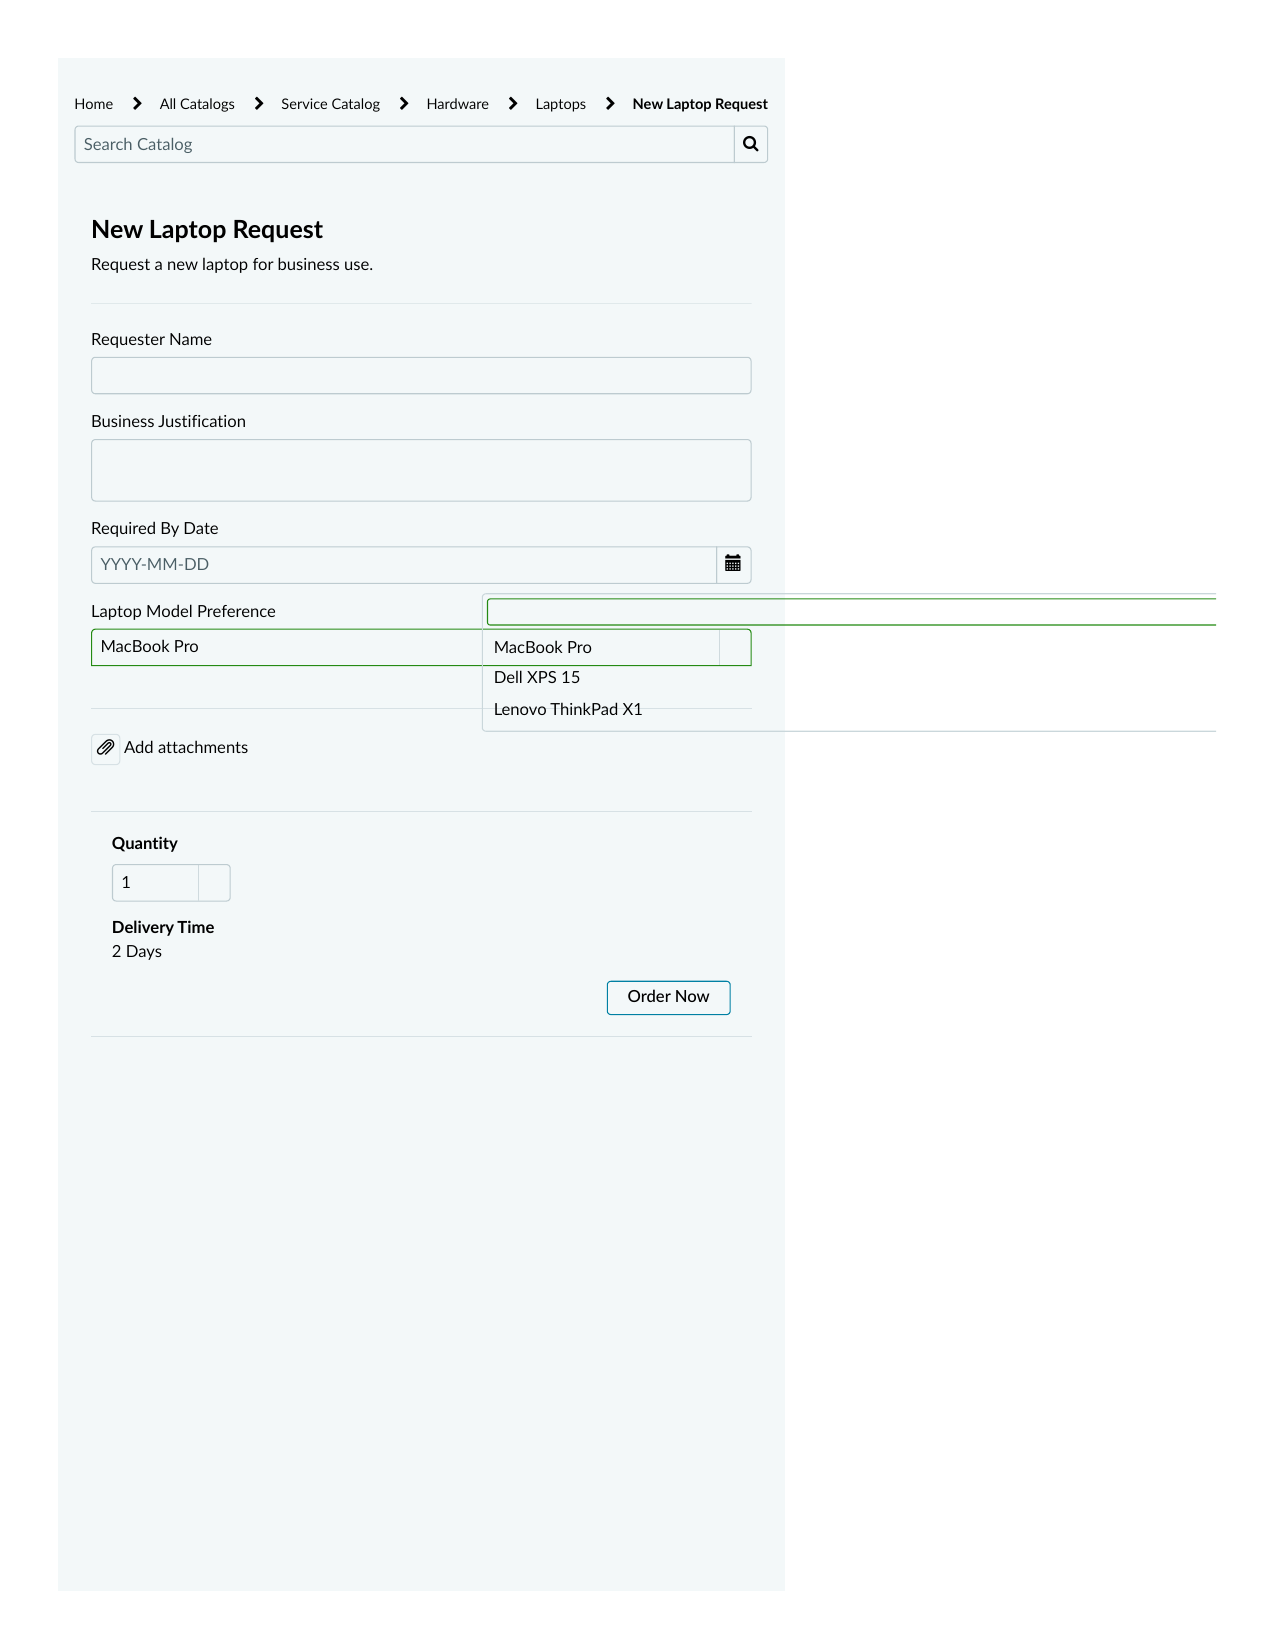 Home All Catalogs Service Catalog Hardware Laptops New Laptop Request
Search Catalog
New Laptop Request
Request a new laptop for business use.
Requester Name
Business Justification
Required By Date
YYYY-MM-DD
Laptop Model Preference
MacBook Pro
MacBook Pro
Dell XPS 15
Lenovo ThinkPad X1
Add attachments
Quantity
1
Delivery Time
2 Days
Order Now